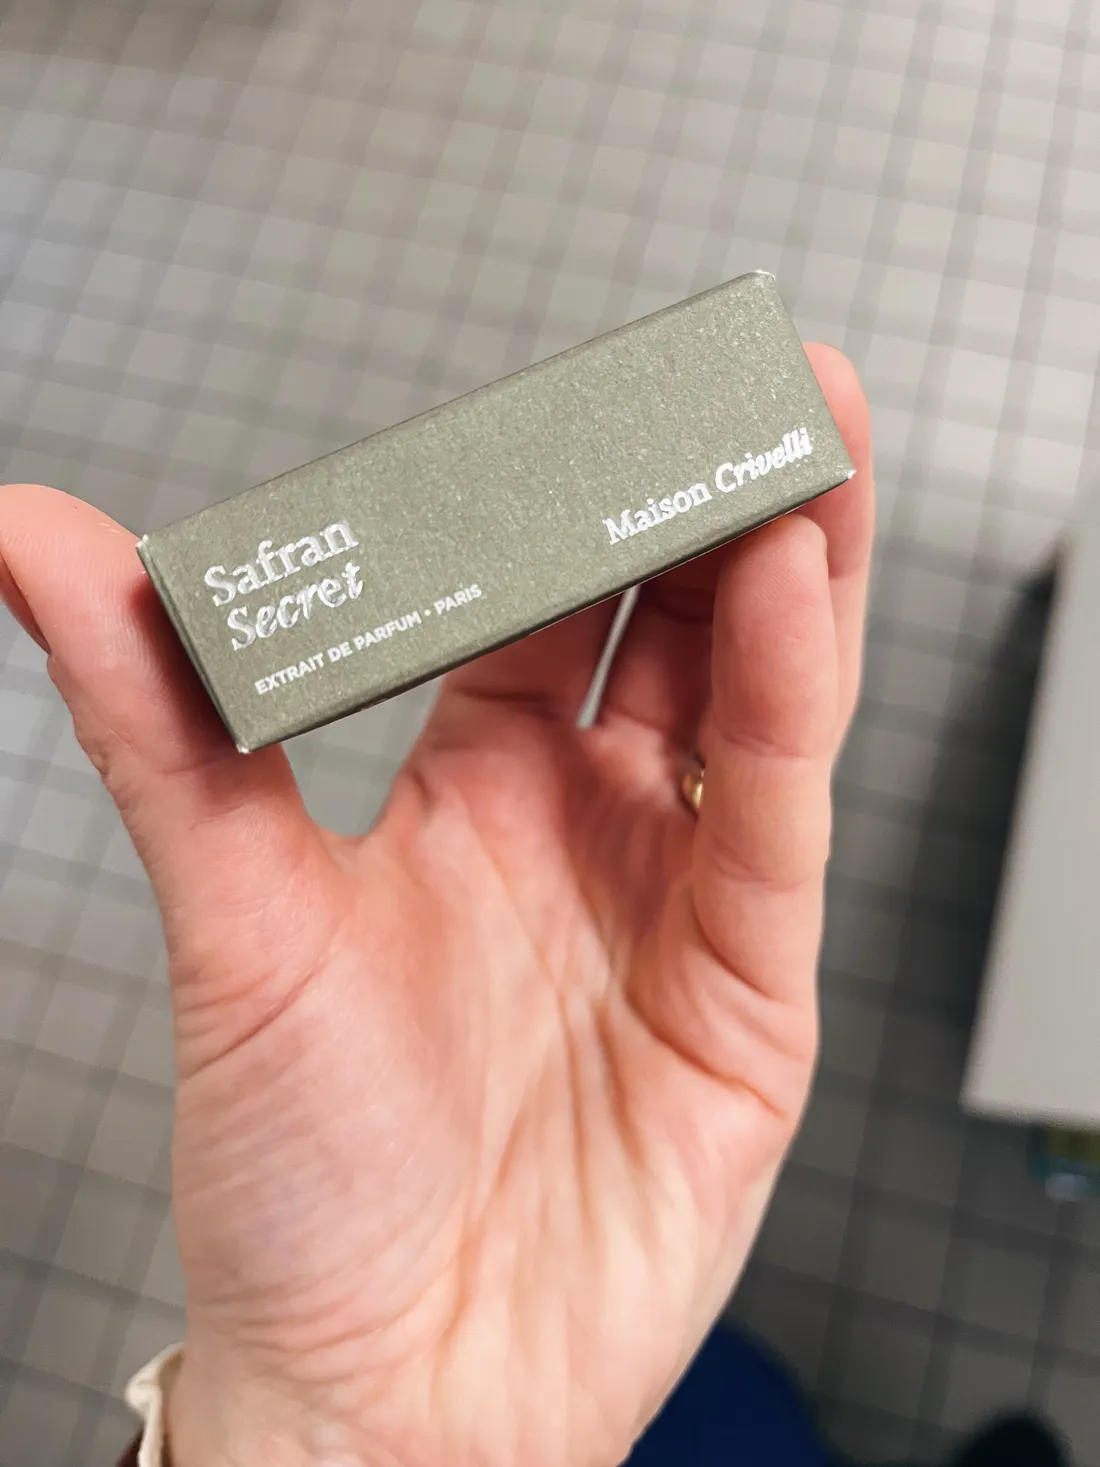 Safran
Secret
EXTRAIT DE PARFUM • PARIS
Maison Crivelli